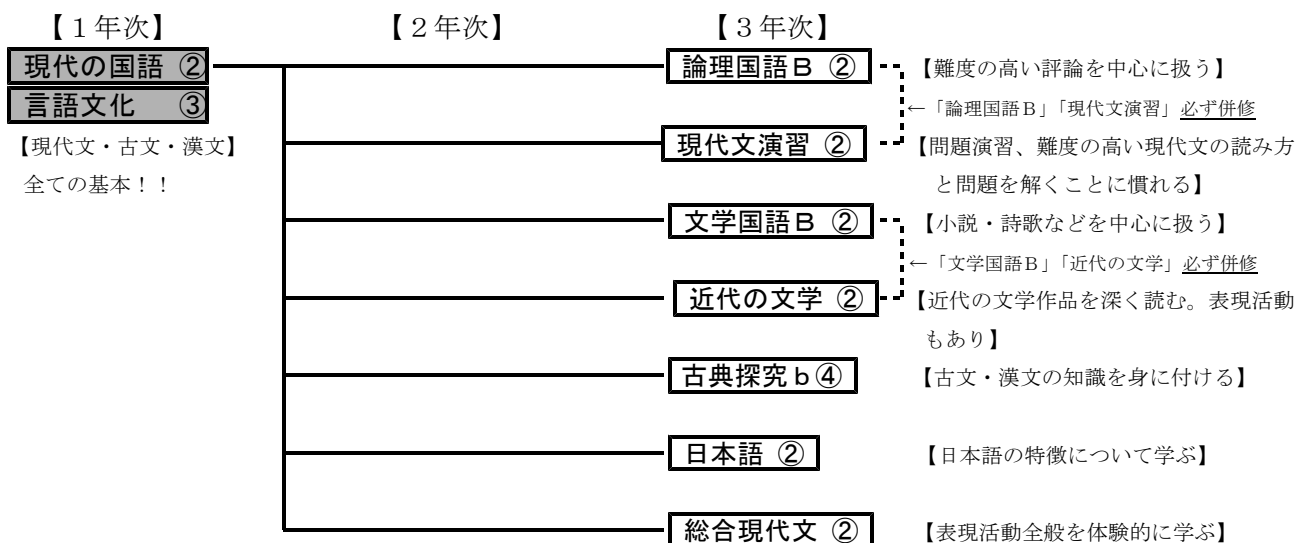 【１年次】 【２年次】 【３年次】
現代の国語 ②
言語文化 ③
【現代文・古文・漢文】
全ての基本！！
論理国語Ｂ ② 【難度の高い評論を中心に扱う】
←「論理国語Ｂ」「現代文演習」必ず併修
現代文演習 ② 【問題演習、難度の高い現代文の読み方
と問題を解くことに慣れる】
文学国語Ｂ ② 【小説・詩歌などを中心に扱う】
←「文学国語Ｂ」「近代の文学」必ず併修
近代の文学 ② 【近代の文学作品を深く読む。表現活動
もあり】
古典探究ｂ④ 【古文・漢文の知識を身に付ける】
日本語 ② 【日本語の特徴について学ぶ】
総合現代文 ② 【表現活動全般を体験的に学ぶ】